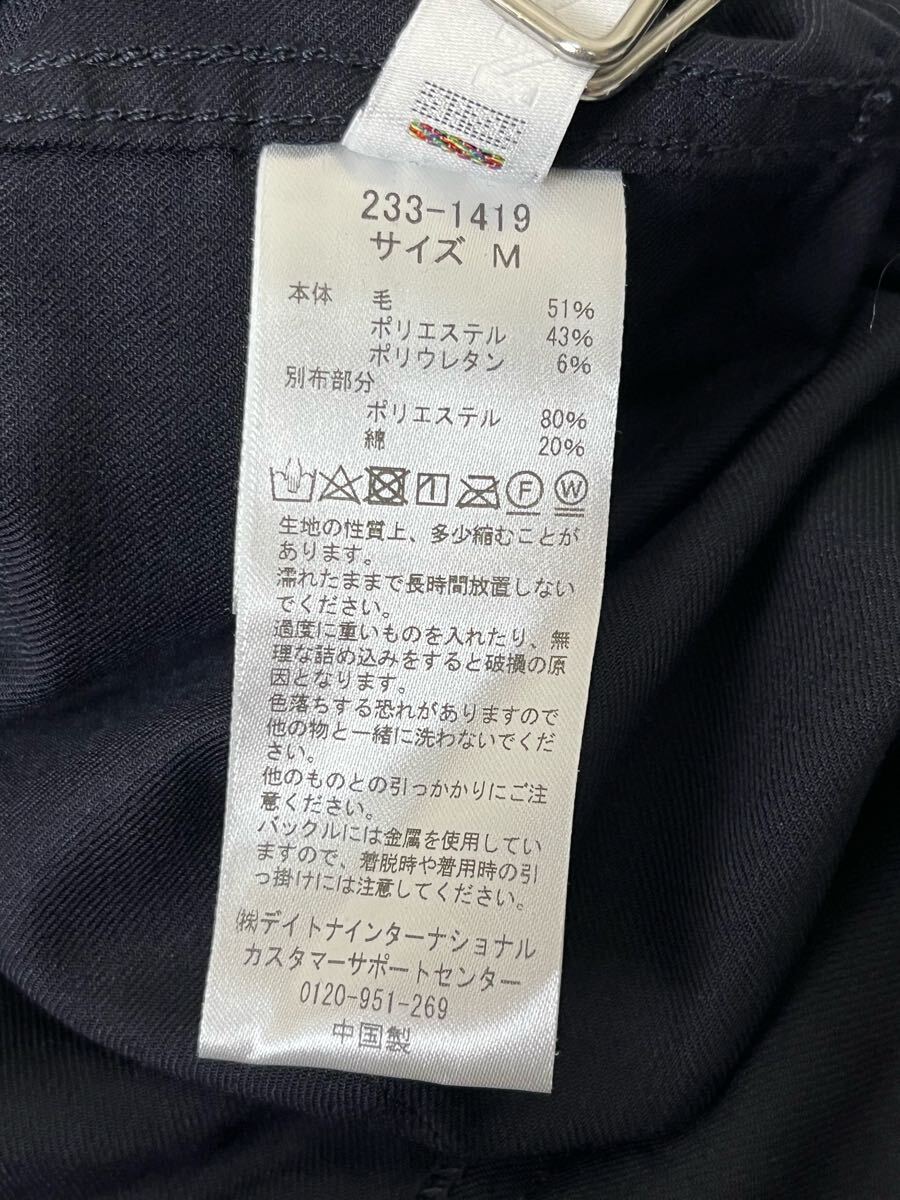 233-1419
サイズ M
本体 毛 51%
ポリエステル 43%
ポリウレタン 6%
別布部分
ポリエステル 80%
綿 20%
F W
生地の性質上、多少縮むことが
あります。
濡れたままで長時間放置しない
でください。
過度に重いものを入れたり、無
理な詰め込みをすると破損の原
因となります。
色落ちする恐れがありますので
他の物と一緒に洗わないでくだ
さい。
他のものとの引っかかりにご注
意ください。
バックルには金属を使用してい
ますので、着脱時や着用時の引
っ掛けには注意してください。
㈱デイトナインターナショナル
カスタマーサポートセンター
0120-951-269
中国製